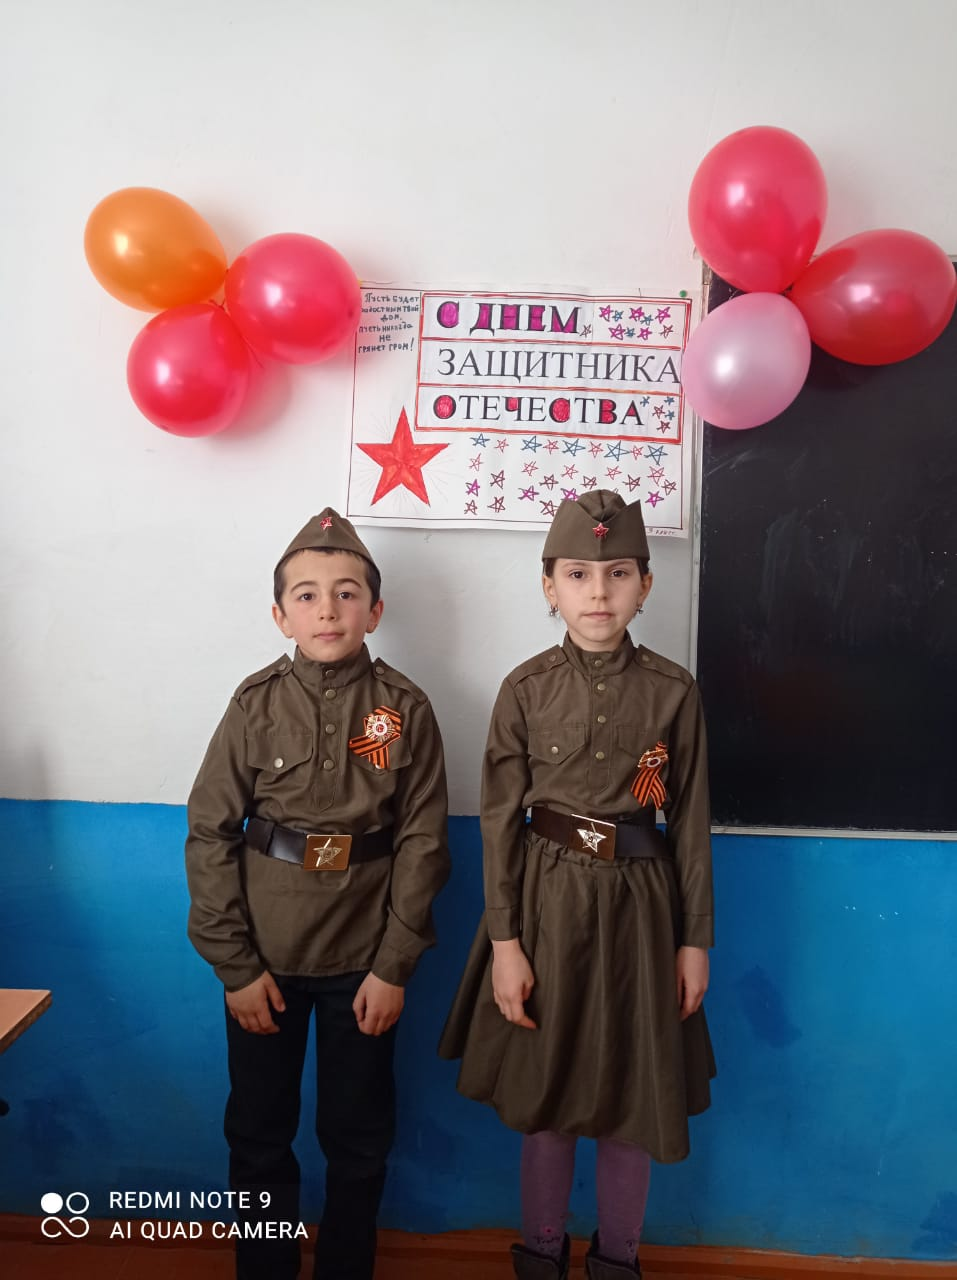 Пусть будет
радостным твой
дом,
пусть никогда
не
грянет гром!
С ДНЕМ
ЗАЩИТНИКА
ОТЕЧЕСТВА
REDMI NOTE 9
AI QUAD CAMERA